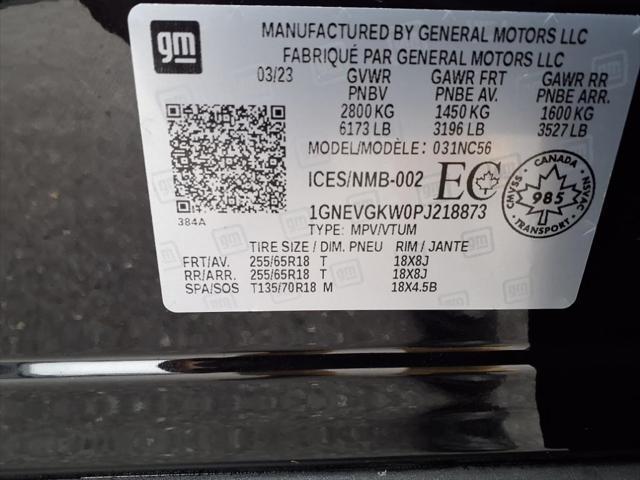 gm
MANUFACTURED BY GENERAL MOTORS LLC
FABRIQUÉ PAR GENERAL MOTORS LLC
03/23 GVWR GAWR FRT GAWR RR
PNBV PNBE AV. PNBE ARR.
2800 KG 1450 KG 1600 KG
6173 LB 3196 LB 3527 LB
MODEL/MODÈLE: 031NC56
ICES/NMB-002 EC
CANADA
CMVSS 985 NSVAC
TRANSPORT
384A
1GNEVGKW0PJ218873
TYPE: MPV/VTUM
TIRE SIZE / DIM. PNEU RIM / JANTE
FRT/AV. 255/65R18 T 18X8J
RR/ARR. 255/65R18 T 18X8J
SPA/SOS T135/70R18 M 18X4.5B